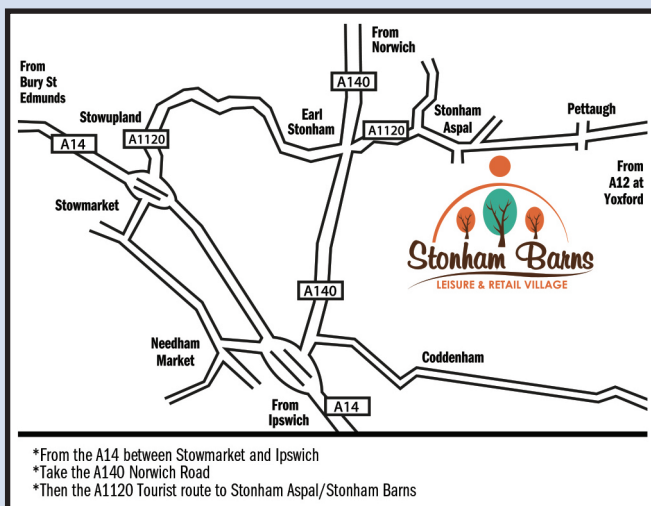 From
Norwich
From
Bury St
Edmunds
A140
Stowupland
Earl
Stonham
Stonham
Aspal
Pettaugh
A14
A1120
A1120
From
A12 at
Yoxford
Stowmarket
Stonham Barns
LEISURE & RETAIL VILLAGE
A140
Needham
Market
Coddenham
From
Ipswich
A14
*From the A14 between Stowmarket and Ipswich
*Take the A140 Norwich Road
*Then the A1120 Tourist route to Stonham Aspal/Stonham Barns